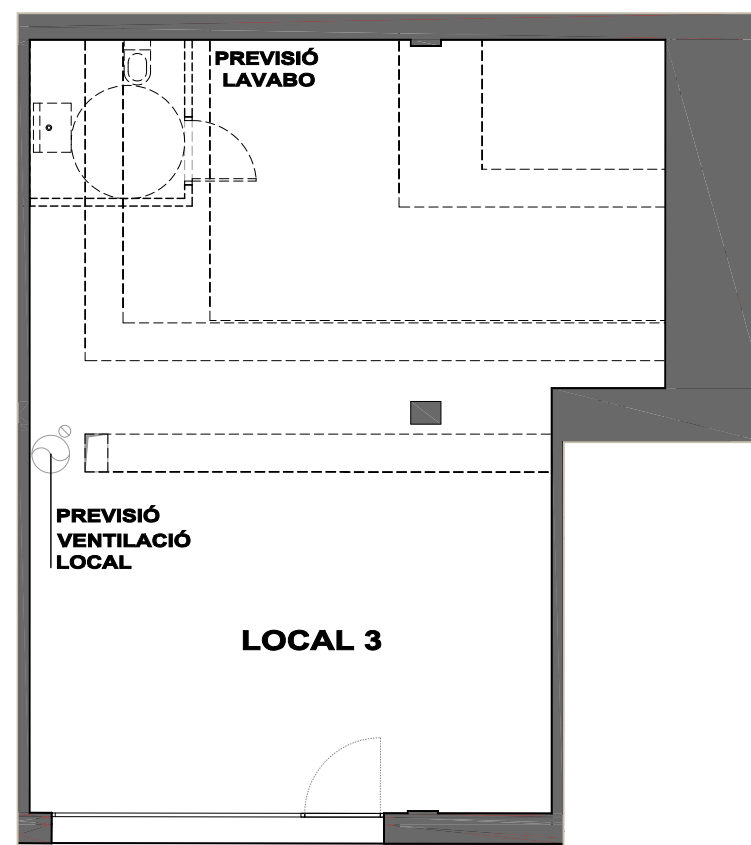 PREVISIÓ
LAVABO
PREVISIÓ
VENTILACIÓ
LOCAL
LOCAL 3